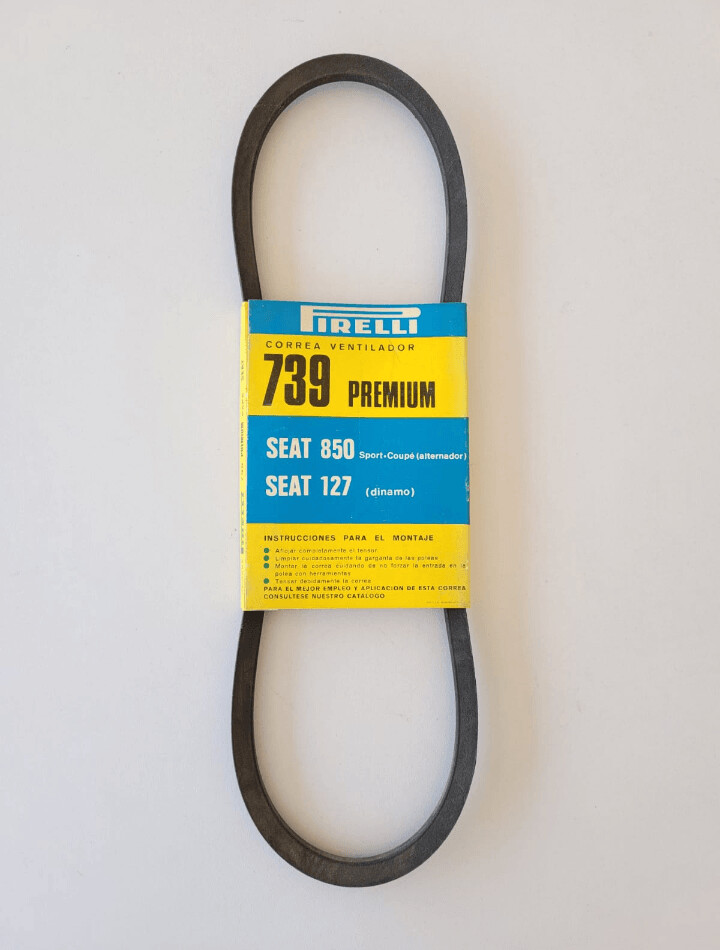 PIRELLI
CORREA VENTILADOR
739 PREMIUM
SEAT 850 Sport-Coupé (alternador)
SEAT 127 (dinamo)
INSTRUCCIONES PARA EL MONTAJE
Aflojar completamente el tensor
Limpiar cuidadosamente la garganta de las poleas
Montar la correa cuidando de no forzar la entrada en la
polea con herramientas
Tensar debidamente la correa
PARA EL MEJOR EMPLEO Y APLICACION DE ESTA CORREA
CONSULTESE NUESTRO CATALOGO